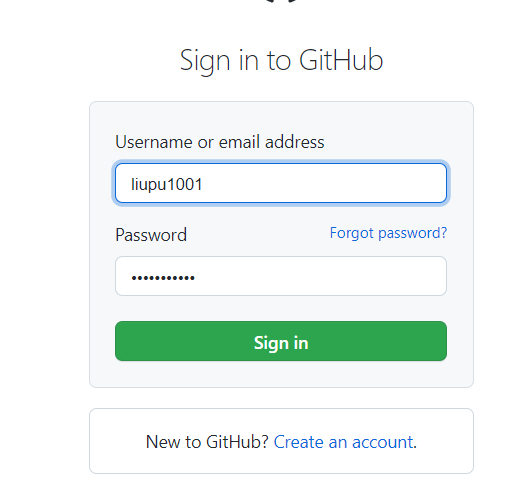 Sign in to GitHub
Username or email address
liupu1001
Password Forgot password?
•••••••••••
Sign in
New to GitHub? Create an account.